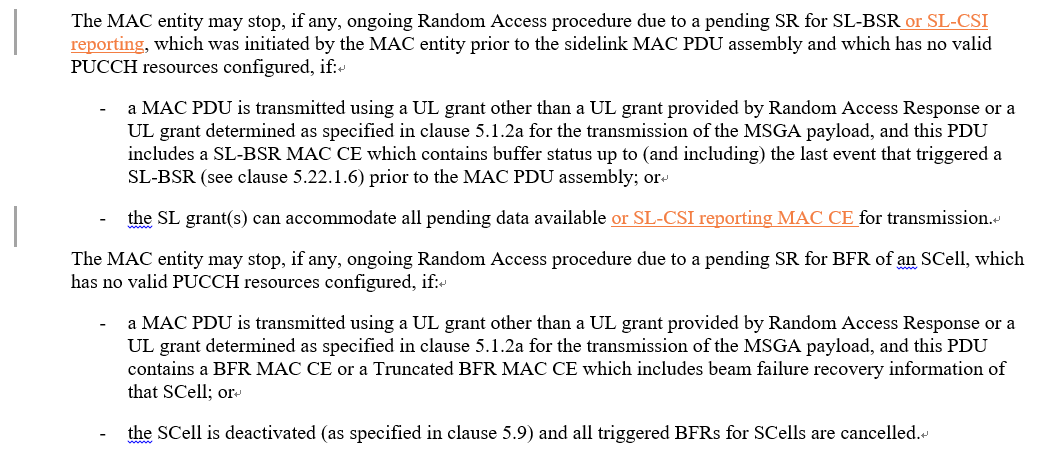 The MAC entity may stop, if any, ongoing Random Access procedure due to a pending SR for SL-BSR or SL-CSI
reporting, which was initiated by the MAC entity prior to the sidelink MAC PDU assembly and which has no valid
PUCCH resources configured, if:
- a MAC PDU is transmitted using a UL grant other than a UL grant provided by Random Access Response or a
UL grant determined as specified in clause 5.1.2a for the transmission of the MSGA payload, and this PDU
includes a SL-BSR MAC CE which contains buffer status up to (and including) the last event that triggered a
SL-BSR (see clause 5.22.1.6) prior to the MAC PDU assembly; or
- the SL grant(s) can accommodate all pending data available or SL-CSI reporting MAC CE for transmission.
The MAC entity may stop, if any, ongoing Random Access procedure due to a pending SR for BFR of an SCell, which
has no valid PUCCH resources configured, if:
- a MAC PDU is transmitted using a UL grant other than a UL grant provided by Random Access Response or a
UL grant determined as specified in clause 5.1.2a for the transmission of the MSGA payload, and this PDU
contains a BFR MAC CE or a Truncated BFR MAC CE which includes beam failure recovery information of
that SCell; or
- the SCell is deactivated (as specified in clause 5.9) and all triggered BFRs for SCells are cancelled.